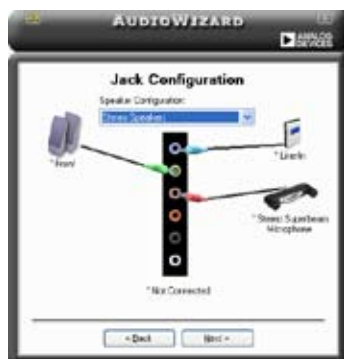 AUDIOWIZARD
ANALOG
DEVICES
Jack Configuration
Speaker Configuration:
Stereo Speakers
* Front
* Line In
* Stereo Superbeam
Microphone
* Not Connected
< Back
Next >